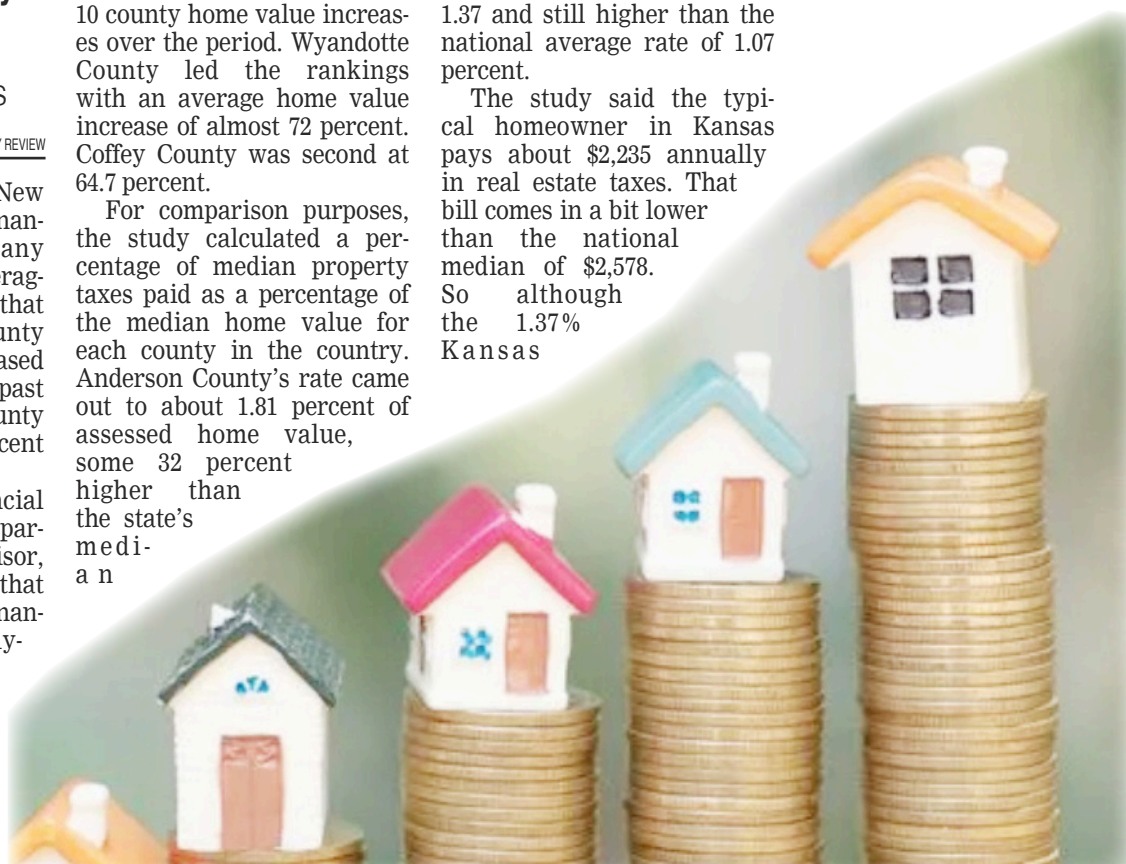 S
REVIEW
New
nan-
any
erag-
that
unty
ased
past
unty
cent
ncial
par-
isor,
that
nan-
y-
10 county home value increas-
es over the period. Wyandotte
County led the rankings
with an average home value
increase of almost 72 percent.
Coffey County was second at
64.7 percent.
For comparison purposes,
the study calculated a per-
centage of median property
taxes paid as a percentage of
the median home value for
each county in the country.
Anderson County's rate came
out to about 1.81 percent of
assessed home value,
some 32 percent
higher than
the state's
medi-
an
1.37 and still higher than the
national average rate of 1.07
percent.
The study said the typi-
cal homeowner in Kansas
pays about $2,235 annually
in real estate taxes. That
bill comes in a bit lower
than the national
median of $2,578.
So although
the 1.37%
Kansas